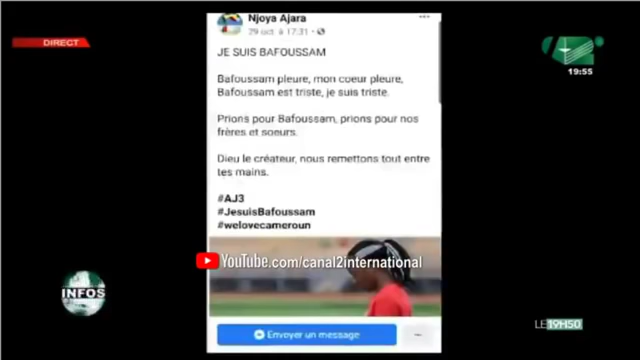 Njoya Ajara
29 oct. à 17:31
DIRECT
19:55
JE SUIS BAFOUSSAM
Bafoussam pleure, mon coeur pleure,
Bafoussam est triste, je suis triste.
Prions pour Bafoussam, prions pour nos
frères et soeurs.
Dieu le créateur, nous remettons tout entre
tes mains.
#AJ3
#JesuisBafoussam
#welovecameroun
YouTube.com/canal2international
INFOS
LE 19H50
Envoyer un message